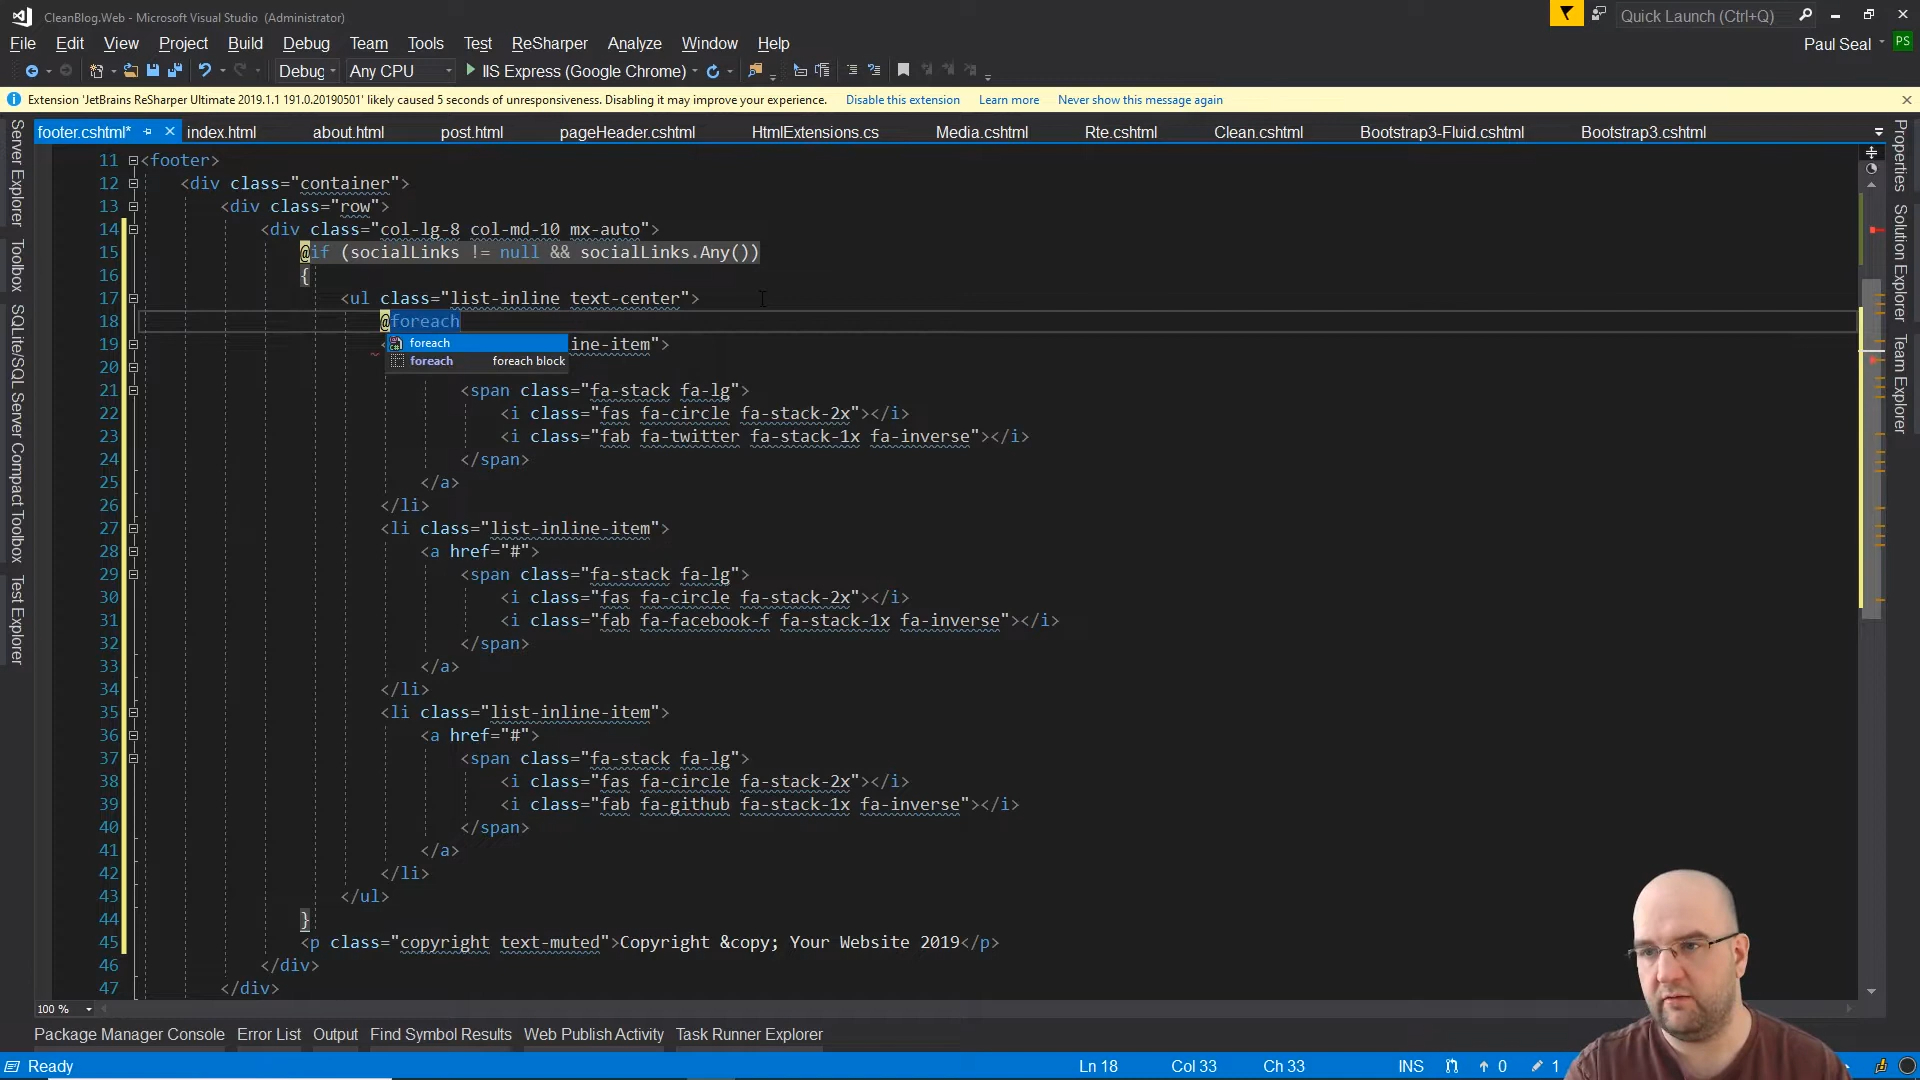 CleanBlog.Web - Microsoft Visual Studio (Administrator)
Quick Launch (Ctrl+Q)
File Edit View Project Build Debug Team Tools Test ReSharper Analyze Window Help
Paul Seal PS
Debug Any CPU IIS Express (Google Chrome)
Extension 'JetBrains ReSharper Ultimate 2019.1.1 191.0.20190501' likely caused 5 seconds of unresponsiveness. Disabling it may improve your experience. Disable this extension Learn more Never show this message again
footer.cshtml* index.html about.html post.html pageHeader.cshtml HtmlExtensions.cs Media.cshtml Rte.cshtml Clean.cshtml Bootstrap3-Fluid.cshtml Bootstrap3.cshtml
Server Explorer
Toolbox
SQLite/SQL Server Compact Toolbox
Test Explorer
11 <footer>
12 <div class="container">
13 <div class="row">
14 <div class="col-lg-8 col-md-10 mx-auto">
15 @if (socialLinks != null && socialLinks.Any())
16 {
17 <ul class="list-inline text-center">
18 @foreach
foreach
foreach foreach block
19 < ine-item">
20
21 <span class="fa-stack fa-lg">
22 <i class="fas fa-circle fa-stack-2x"></i>
23 <i class="fab fa-twitter fa-stack-1x fa-inverse"></i>
24 </span>
25 </a>
26 </li>
27 <li class="list-inline-item">
28 <a href="#">
29 <span class="fa-stack fa-lg">
30 <i class="fas fa-circle fa-stack-2x"></i>
31 <i class="fab fa-facebook-f fa-stack-1x fa-inverse"></i>
32 </span>
33 </a>
34 </li>
35 <li class="list-inline-item">
36 <a href="#">
37 <span class="fa-stack fa-lg">
38 <i class="fas fa-circle fa-stack-2x"></i>
39 <i class="fab fa-github fa-stack-1x fa-inverse"></i>
40 </span>
41 </a>
42 </li>
43 </ul>
44 }
45 <p class="copyright text-muted">Copyright &copy; Your Website 2019</p>
46 </div>
47 </div>
Properties
Solution Explorer
Team Explorer
100 %
Package Manager Console Error List Output Find Symbol Results Web Publish Activity Task Runner Explorer
Ready Ln 18 Col 33 Ch 33 INS 0 1